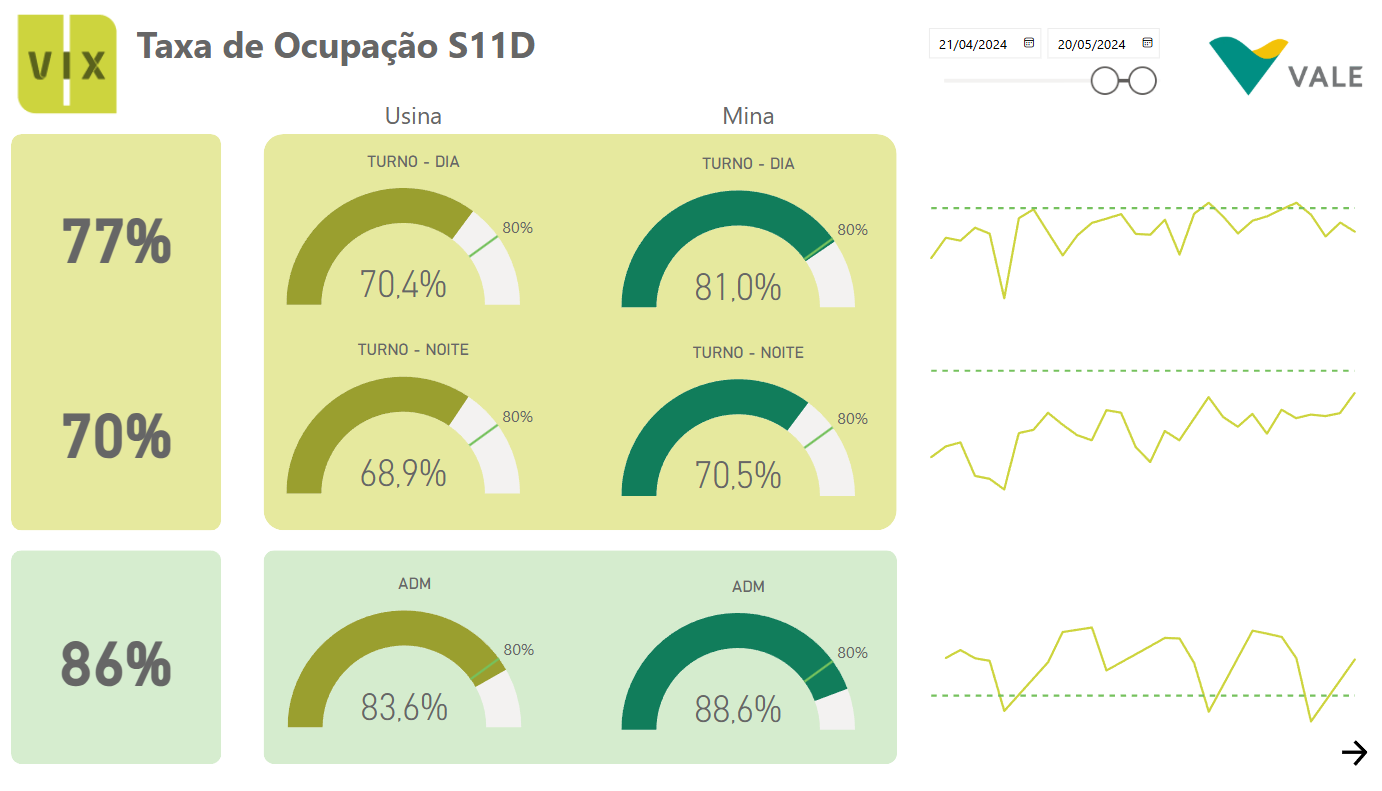 VIX
Taxa de Ocupação S11D
21/04/2024
20/05/2024
VALE
Usina
Mina
77%
TURNO - DIA
80%
70,4%
TURNO - DIA
80%
81,0%
70%
TURNO - NOITE
80%
68,9%
TURNO - NOITE
80%
70,5%
86%
ADM
80%
83,6%
ADM
80%
88,6%